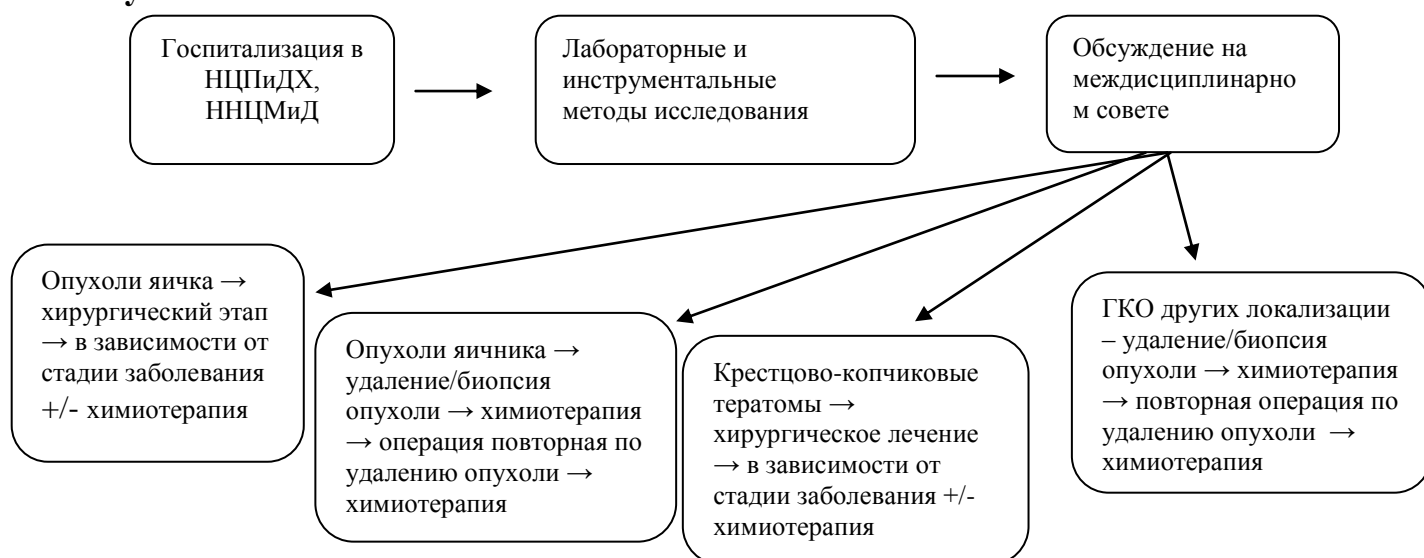 Госпитализация в
НЦПиДХ,
ННЦМиД
Лабораторные и
инструментальные
методы исследования
Обсуждение на
междисциплинарно
м совете
Опухоли яичка →
хирургический этап
→ в зависимости от
стадии заболевания
+/- химиотерапия
Опухоли яичника →
удаление/биопсия
опухоли → химиотерапия
→ операция повторная по
удалению опухоли →
химиотерапия
Крестцово-копчиковые
тератомы →
хирургическое лечение
→ в зависимости от
стадии заболевания +/-
химиотерапия
ГКО других локализации
– удаление/биопсия
опухоли → химиотерапия
→ повторная операция по
удалению опухоли →
химиотерапия